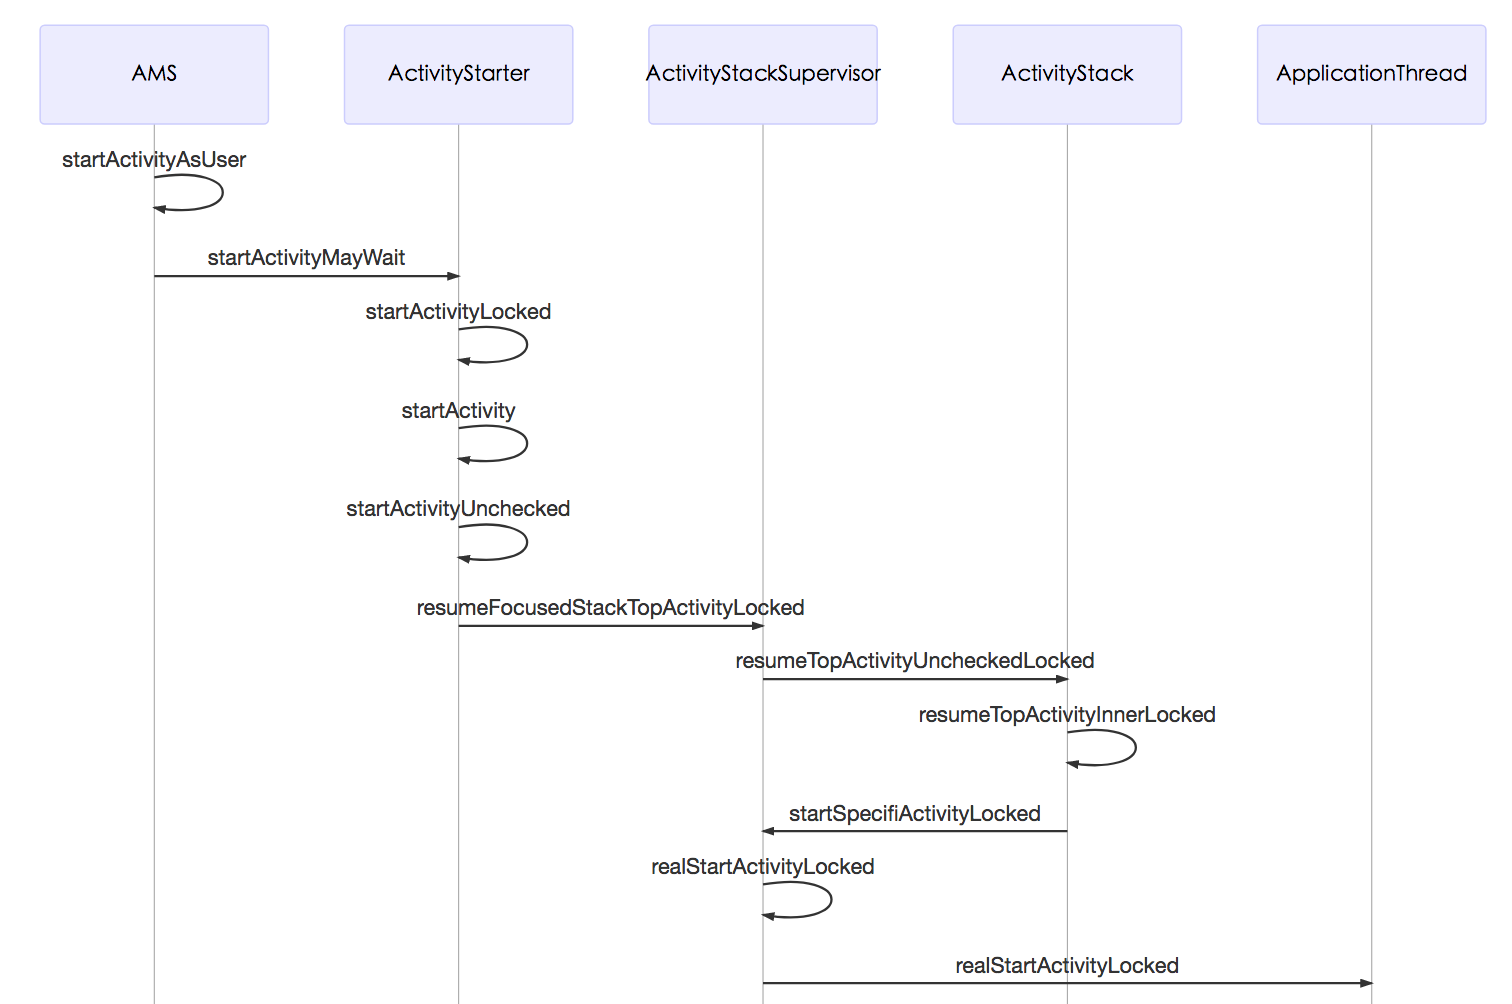 AMS
ActivityStarter
ActivityStackSupervisor
ActivityStack
ApplicationThread
startActivityAsUser
startActivityMayWait
startActivityLocked
startActivity
startActivityUnchecked
resumeFocusedStackTopActivityLocked
resumeTopActivityUncheckedLocked
resumeTopActivityInnerLocked
startSpecifiActivityLocked
realStartActivityLocked
realStartActivityLocked